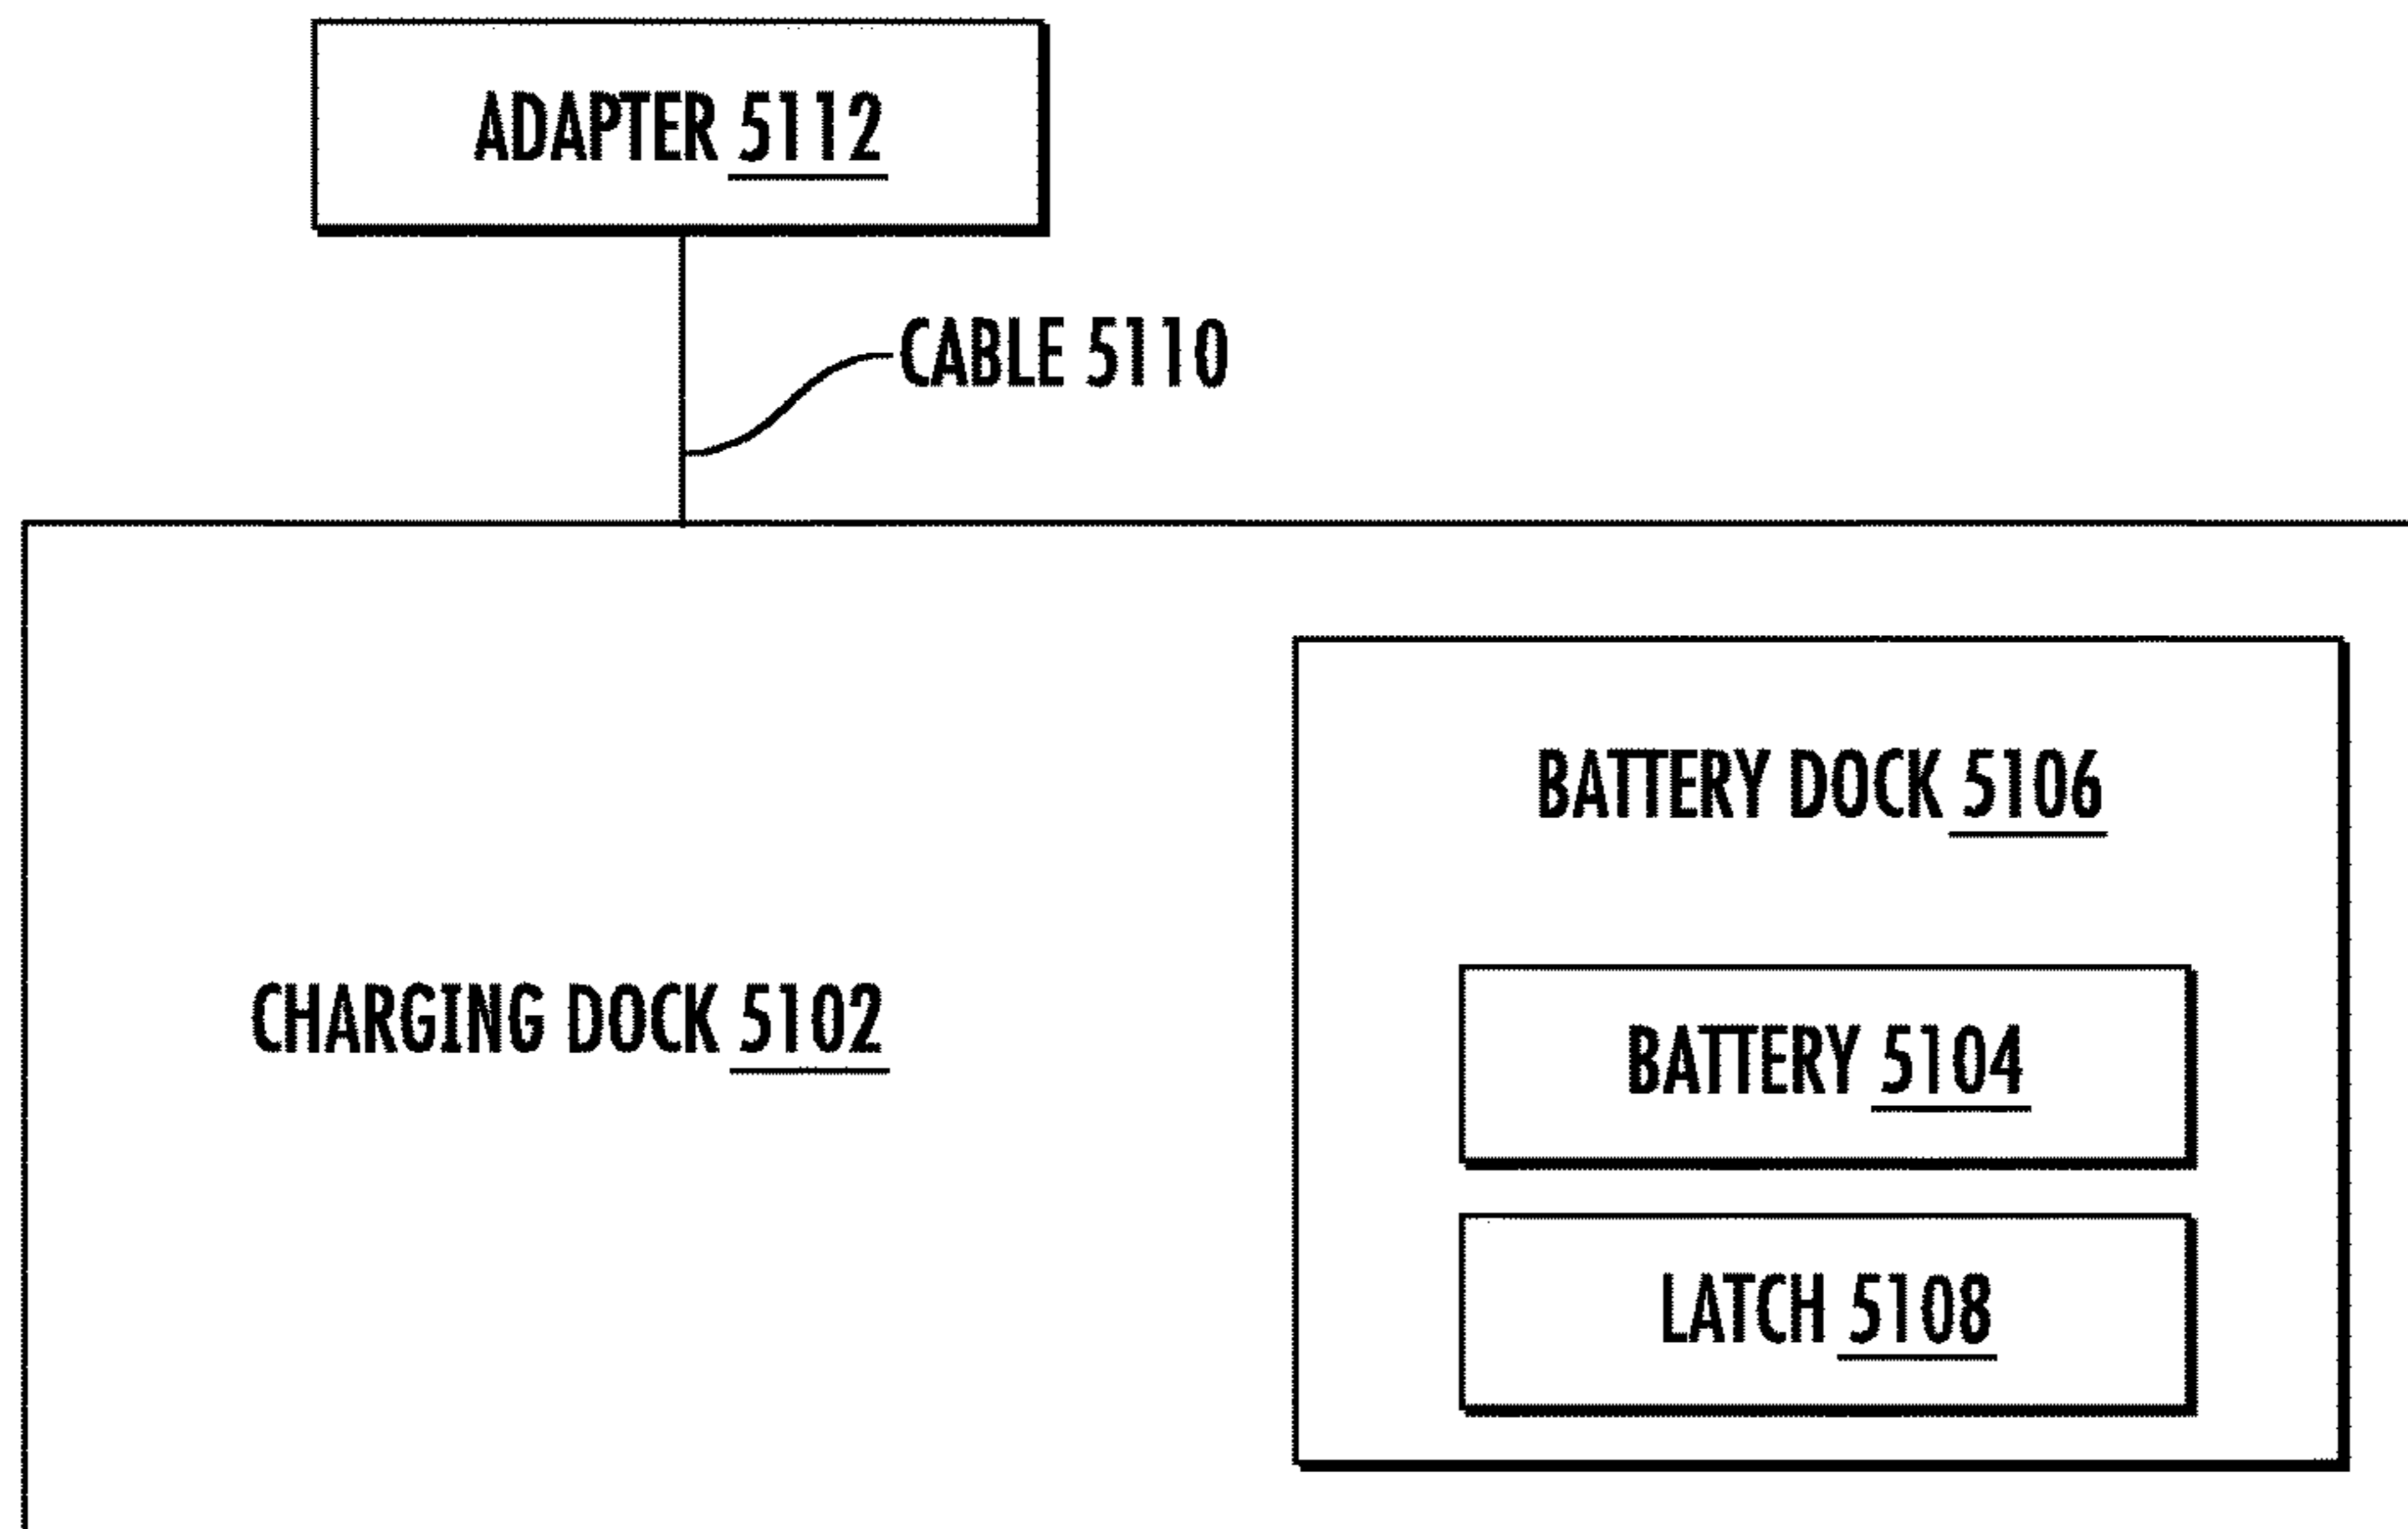 ADAPTER 5112
CABLE 5110
BATTERY DOCK 5106
CHARGING DOCK 5102
BATTERY 5104
LATCH 5108